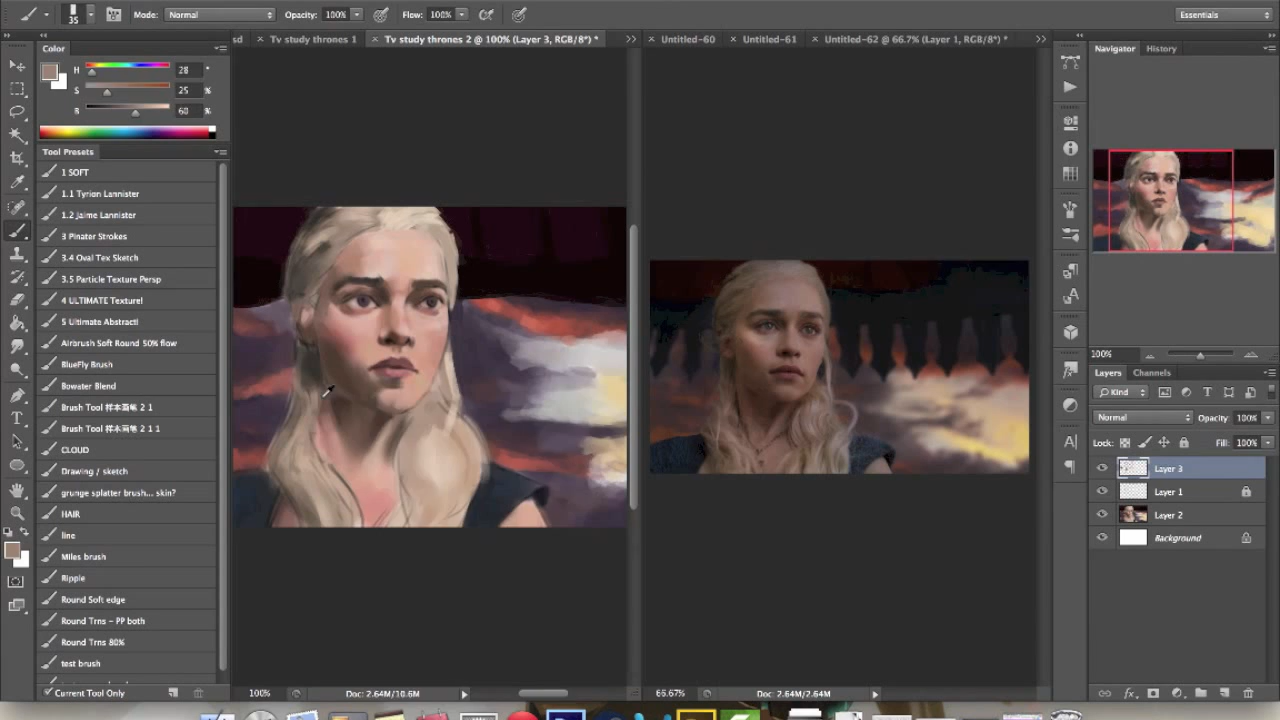 35
Mode: Normal
Opacity: 100%
Flow: 100%
Essentials
sd
Tv study thrones 1
Tv study thrones 2 @ 100% (Layer 3, RGB/8*) *
Untitled-60
Untitled-61
Untitled-62 @ 66.7% (Layer 1, RGB/8*) *
Color
H 28 °
S 25 %
B 60 %
Tool Presets
1 SOFT
1.1 Tyrion Lannister
1.2 Jaime Lannister
3 Pinater Strokes
3.4 Oval Tex Sketch
3.5 Particle Texture Persp
4 ULTIMATE Texture!
5 Ultimate Abstract!
Airbrush Soft Round 50% flow
BlueFly Brush
Bowater Blend
Brush Tool 样本画笔 2 1
Brush Tool 样本画笔 2 1 1
CLOUD
Drawing / sketch
grunge splatter brush... skin?
HAIR
line
Miles brush
Ripple
Round Soft edge
Round Trns - PP both
Round Trns 80%
test brush
Current Tool Only
100%
Doc: 2.64M/10.6M
66.67%
Doc: 2.64M/2.64M
Navigator
History
100%
Layers
Channels
Kind
Normal
Opacity: 100%
Lock:
Fill: 100%
Layer 3
Layer 1
Layer 2
Background